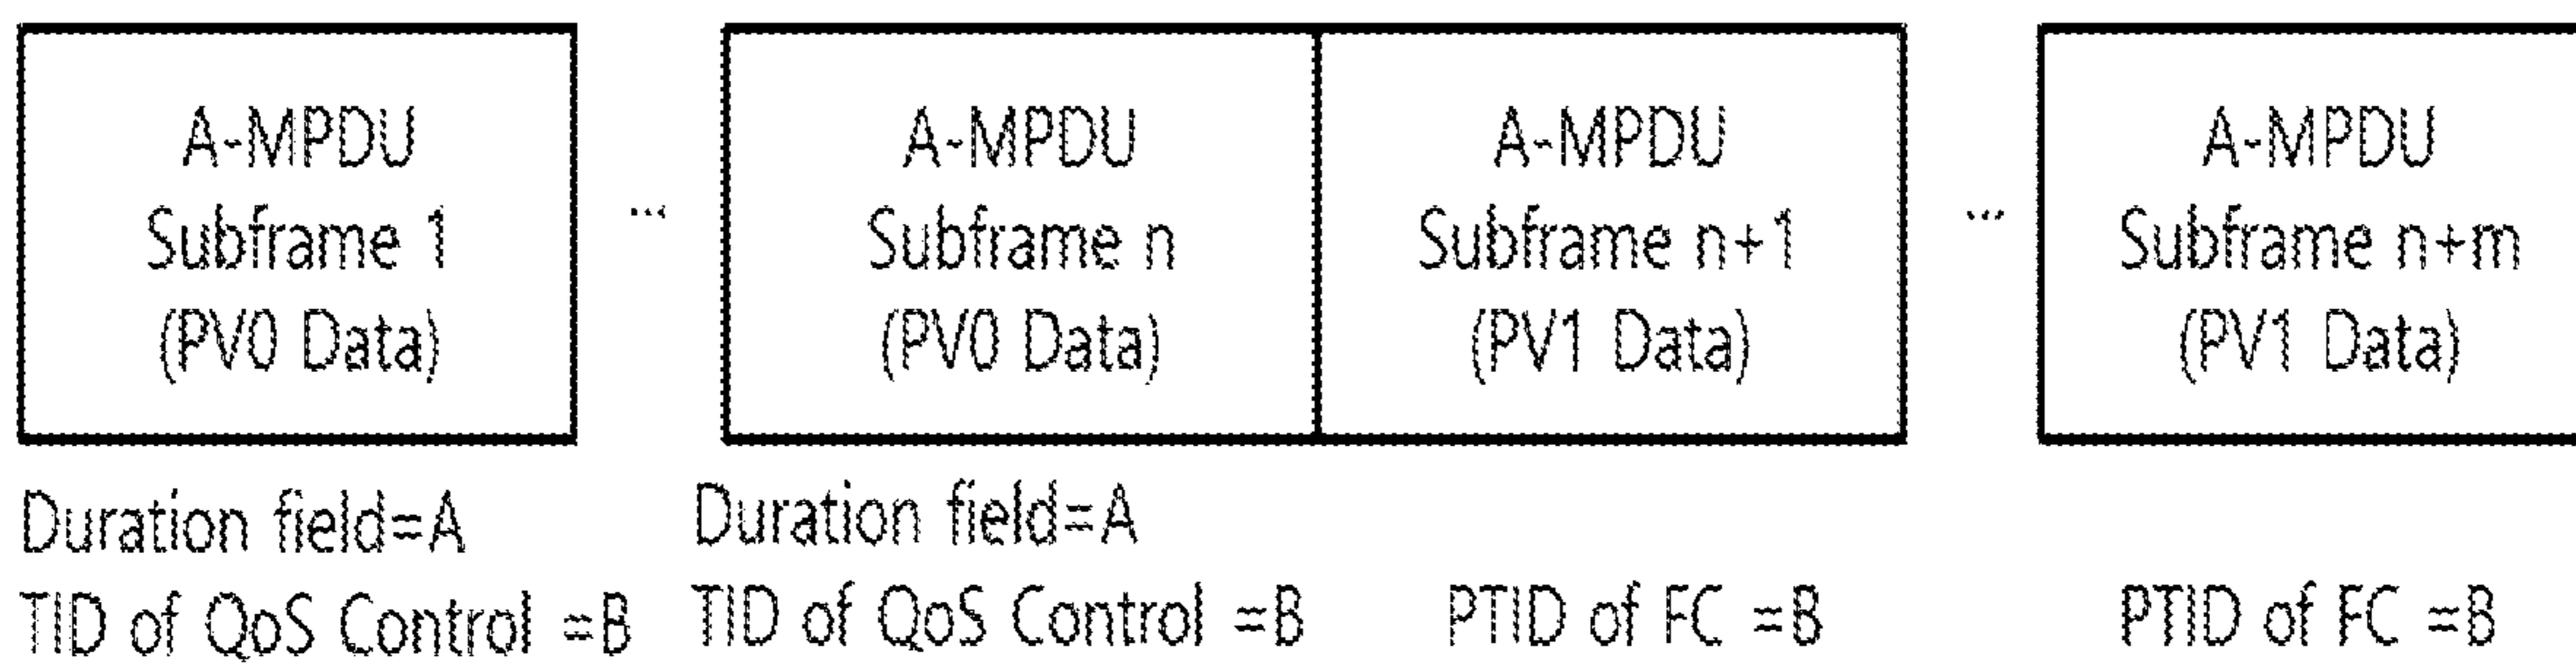 A-MPDU
Subframe 1
(PV0 Data)
...
A-MPDU
Subframe n
(PV0 Data)
A-MPDU
Subframe n+1
(PV1 Data)
...
A-MPDU
Subframe n+m
(PV1 Data)
Duration field=A
TID of QoS Control =B
Duration field=A
TID of QoS Control =B
PTID of FC =B
PTID of FC =B